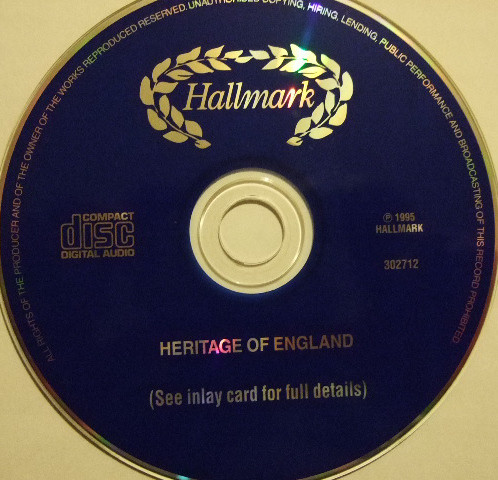 ALL RIGHTS OF THE PRODUCER AND OF THE OWNER OF THE WORKS REPRODUCED RESERVED. UNAUTHORISED COPYING, HIRING, LENDING, PUBLIC PERFORMANCE AND BROADCASTING OF THIS RECORD PROHIBITED
Hallmark
COMPACT
disc
DIGITAL AUDIO
℗ 1995
HALLMARK
302712
HERITAGE OF ENGLAND
(See inlay card for full details)